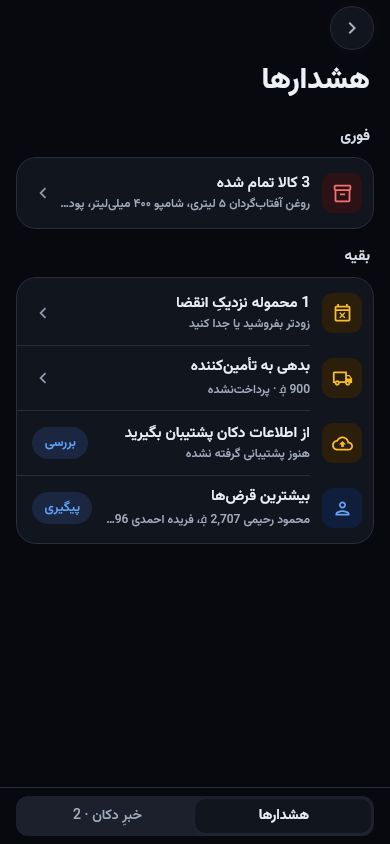 هشدارها
فوری
3 کالا تمام شده
روغن آفتاب‌گردان ۵ لیتری، شامپو ۴۰۰ میلی‌لیتر، پود...
بقیه
1 محموله نزدیکِ انقضا
زودتر بفروشید یا جدا کنید
بدهی به تأمین‌کننده
900 ؋ · پرداخت‌نشده
از اطلاعات دکان پشتیبان بگیرید
هنوز پشتیبانی گرفته نشده
بررسی
بیشترین قرض‌ها
محمود رحیمی 2,707 ؋، فریده احمدی 96...
پیگیری
هشدارها
خبرِ دکان · 2